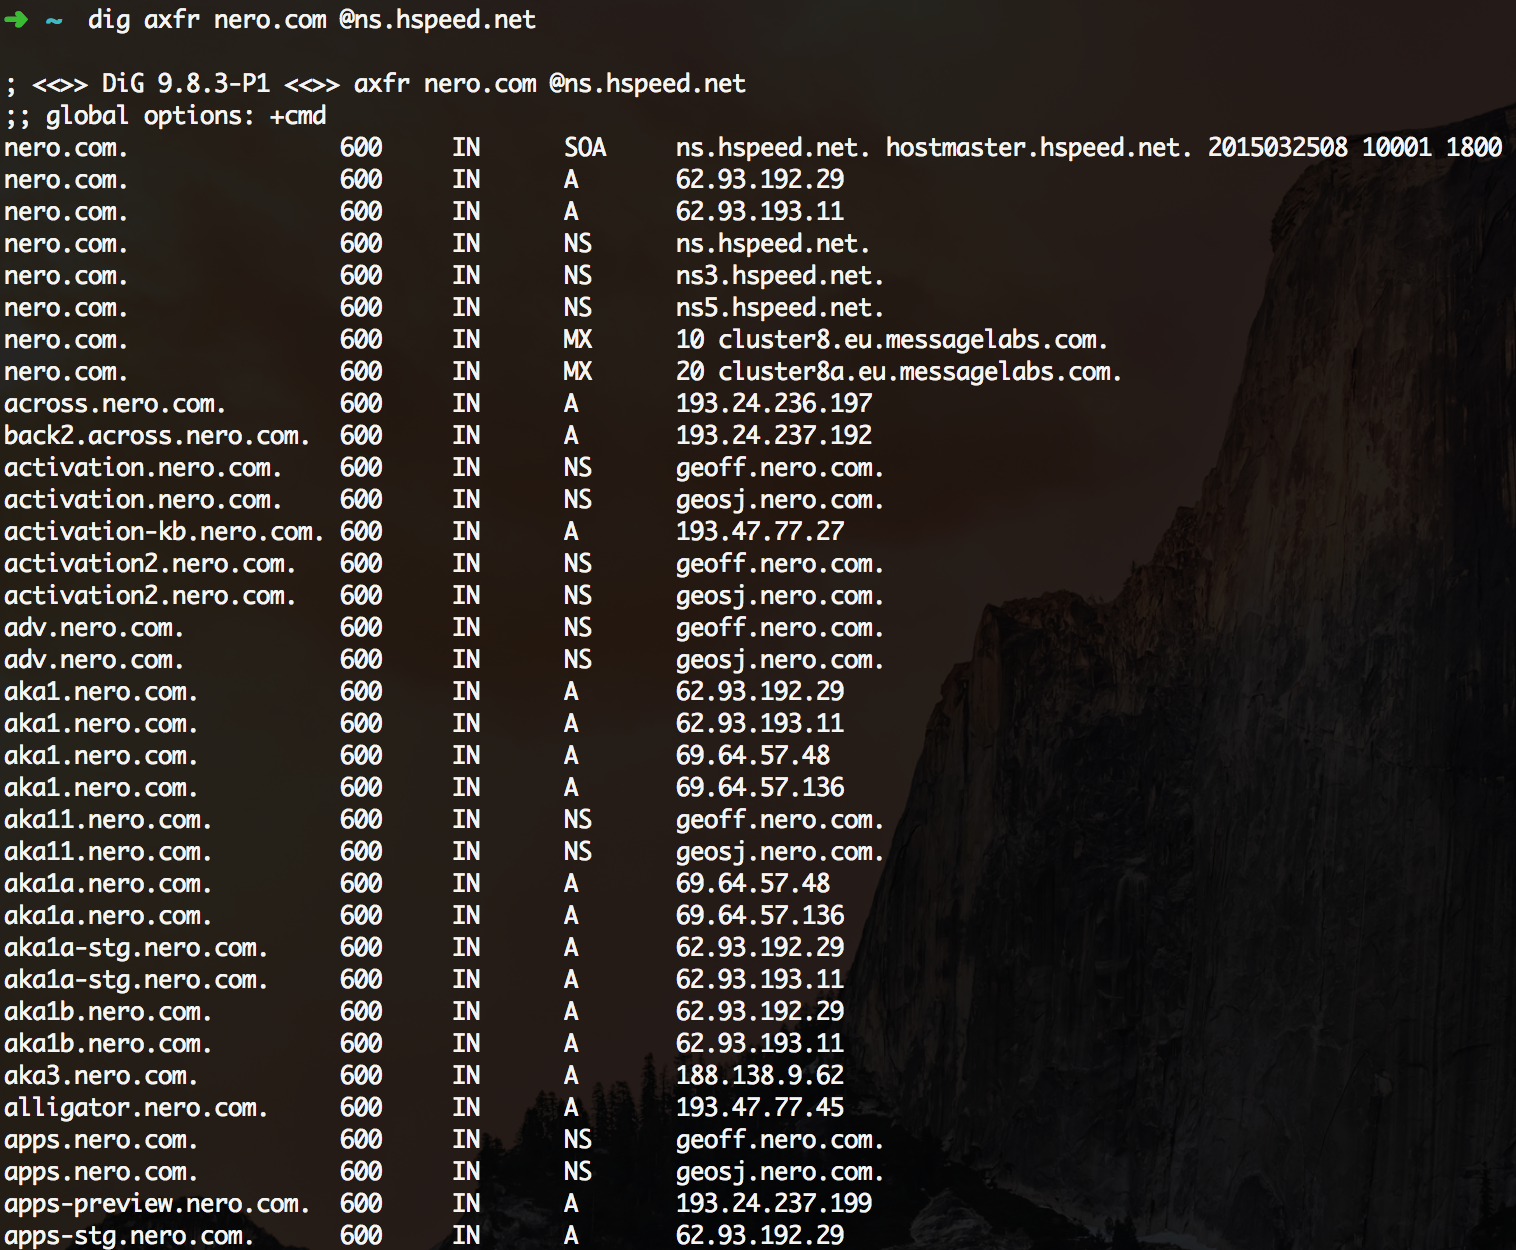 ➜ ~ dig axfr nero.com @ns.hspeed.net
; <<>> DiG 9.8.3-P1 <<>> axfr nero.com @ns.hspeed.net
;; global options: +cmd
nero.com. 600 IN SOA ns.hspeed.net. hostmaster.hspeed.net. 2015032508 10001 1800
nero.com. 600 IN A 62.93.192.29
nero.com. 600 IN A 62.93.193.11
nero.com. 600 IN NS ns.hspeed.net.
nero.com. 600 IN NS ns3.hspeed.net.
nero.com. 600 IN NS ns5.hspeed.net.
nero.com. 600 IN MX 10 cluster8.eu.messagelabs.com.
nero.com. 600 IN MX 20 cluster8a.eu.messagelabs.com.
across.nero.com. 600 IN A 193.24.236.197
back2.across.nero.com. 600 IN A 193.24.237.192
activation.nero.com. 600 IN NS geoff.nero.com.
activation.nero.com. 600 IN NS geosj.nero.com.
activation-kb.nero.com. 600 IN A 193.47.77.27
activation2.nero.com. 600 IN NS geoff.nero.com.
activation2.nero.com. 600 IN NS geosj.nero.com.
adv.nero.com. 600 IN NS geoff.nero.com.
adv.nero.com. 600 IN NS geosj.nero.com.
aka1.nero.com. 600 IN A 62.93.192.29
aka1.nero.com. 600 IN A 62.93.193.11
aka1.nero.com. 600 IN A 69.64.57.48
aka1.nero.com. 600 IN A 69.64.57.136
aka11.nero.com. 600 IN NS geoff.nero.com.
aka11.nero.com. 600 IN NS geosj.nero.com.
aka1a.nero.com. 600 IN A 69.64.57.48
aka1a.nero.com. 600 IN A 69.64.57.136
aka1a-stg.nero.com. 600 IN A 62.93.192.29
aka1a-stg.nero.com. 600 IN A 62.93.193.11
aka1b.nero.com. 600 IN A 62.93.192.29
aka1b.nero.com. 600 IN A 62.93.193.11
aka3.nero.com. 600 IN A 188.138.9.62
alligator.nero.com. 600 IN A 193.47.77.45
apps.nero.com. 600 IN NS geoff.nero.com.
apps.nero.com. 600 IN NS geosj.nero.com.
apps-preview.nero.com. 600 IN A 193.24.237.199
apps-stg.nero.com. 600 IN A 62.93.192.29